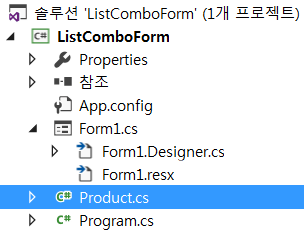 솔루션 'ListComboForm' (1개 프로젝트)
C# ListComboForm
Properties
참조
App.config
Form1.cs
Form1.Designer.cs
Form1.resx
C# Product.cs
C# Program.cs